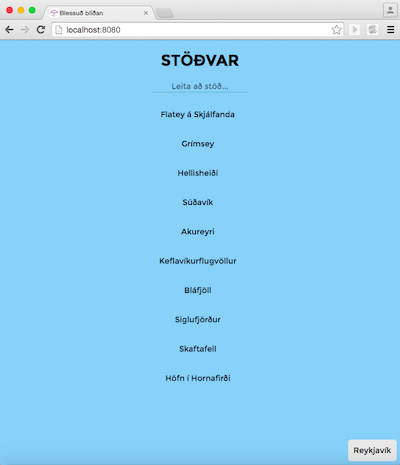 Blessuð blíðan
localhost:8080
STÖÐVAR
Leita að stöð...
Flatey á Skjálfanda
Grímsey
Hellisheiði
Súðavík
Akureyri
Keflavíkurflugvöllur
Bláfjöll
Siglufjörður
Skaftafell
Höfn í Hornafirði
Reykjavík